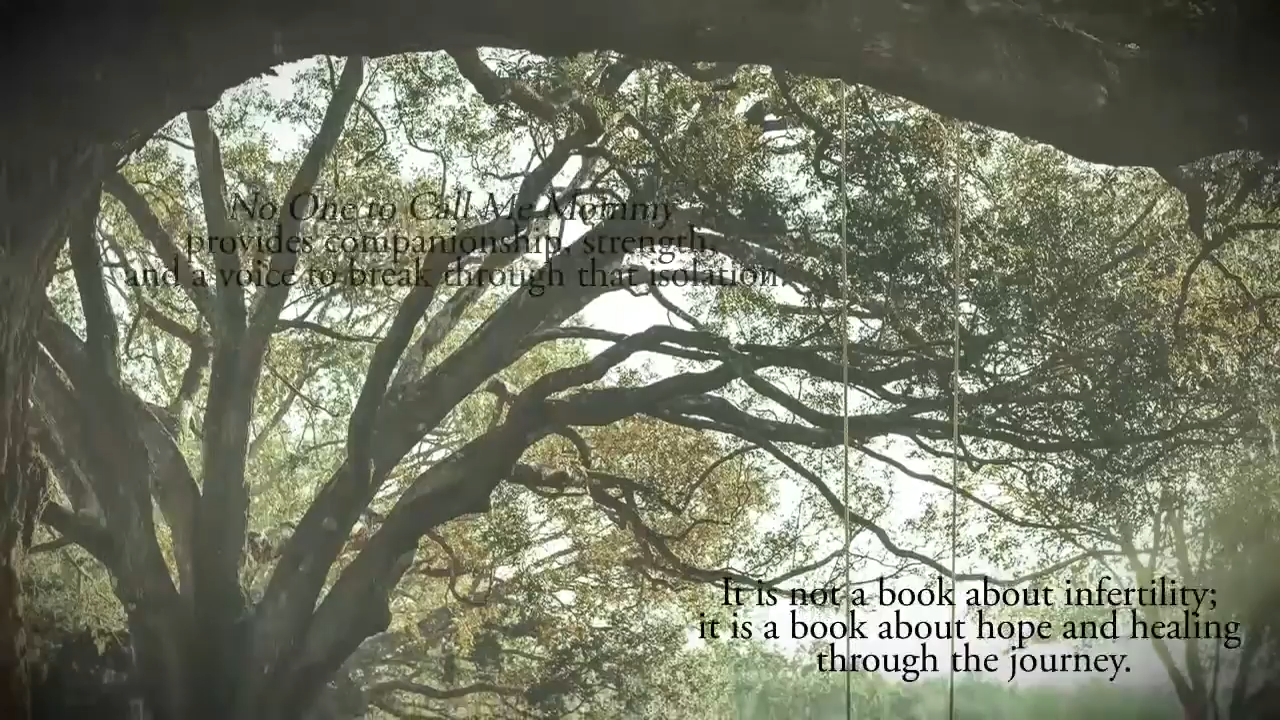 No One to Call Me Mommy
provides companionship, strength,
and a voice to break through that isolation.
It is not a book about infertility;
it is a book about hope and healing
through the journey.